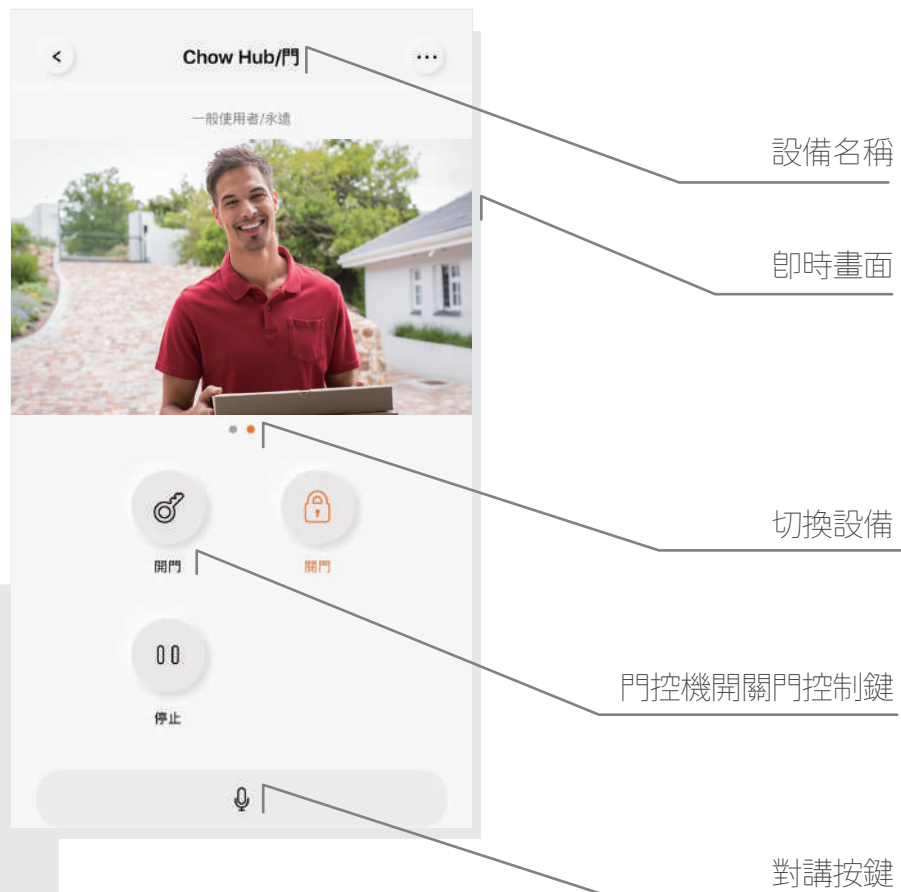 Chow Hub/門
一般使用者/永遠
設備名稱
即時畫面
切換設備
開門
關門
門控機開關門控制鍵
停止
對講按鍵